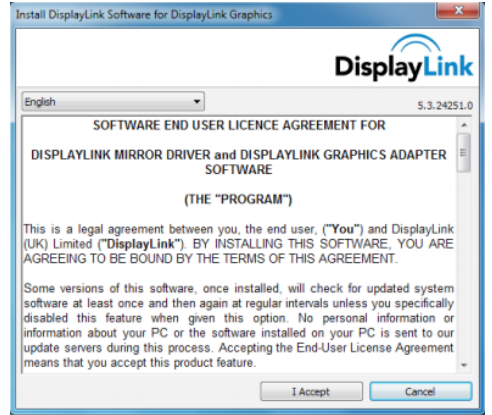 Install DisplayLink Software for DisplayLink Graphics
DisplayLink
English
5.3.24251.0
SOFTWARE END USER LICENCE AGREEMENT FOR
DISPLAYLINK MIRROR DRIVER and DISPLAYLINK GRAPHICS ADAPTER
SOFTWARE
(THE "PROGRAM")
This is a legal agreement between you, the end user, ("You") and DisplayLink
(UK) Limited ("DisplayLink"). BY INSTALLING THIS SOFTWARE, YOU ARE
AGREEING TO BE BOUND BY THE TERMS OF THIS AGREEMENT.
Some versions of this software, once installed, will check for updated system
software at least once and then again at regular intervals unless you specifically
disabled this feature when given this option. No personal information or
information about your PC or the software installed on your PC is sent to our
update servers during this process. Accepting the End-User License Agreement
means that you accept this product feature.
I Accept
Cancel